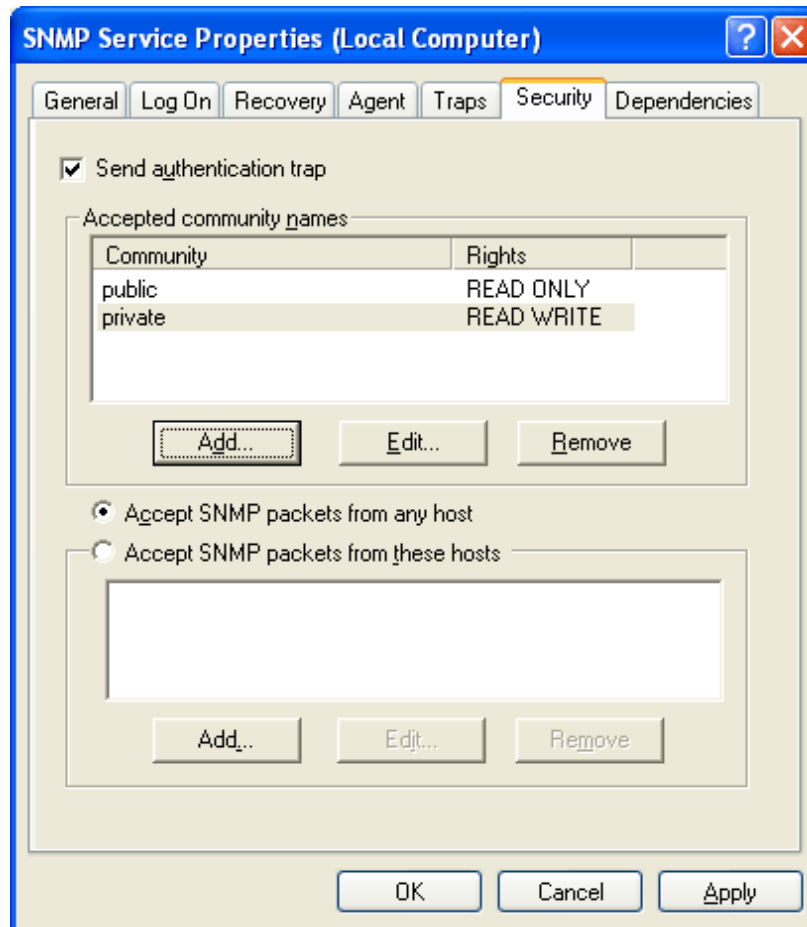 SNMP Service Properties (Local Computer)
General Log On Recovery Agent Traps Security Dependencies
Send authentication trap
Accepted community names
Community Rights
public READ ONLY
private READ WRITE
Add... Edit... Remove
Accept SNMP packets from any host
Accept SNMP packets from these hosts
Add... Edit... Remove
OK Cancel Apply